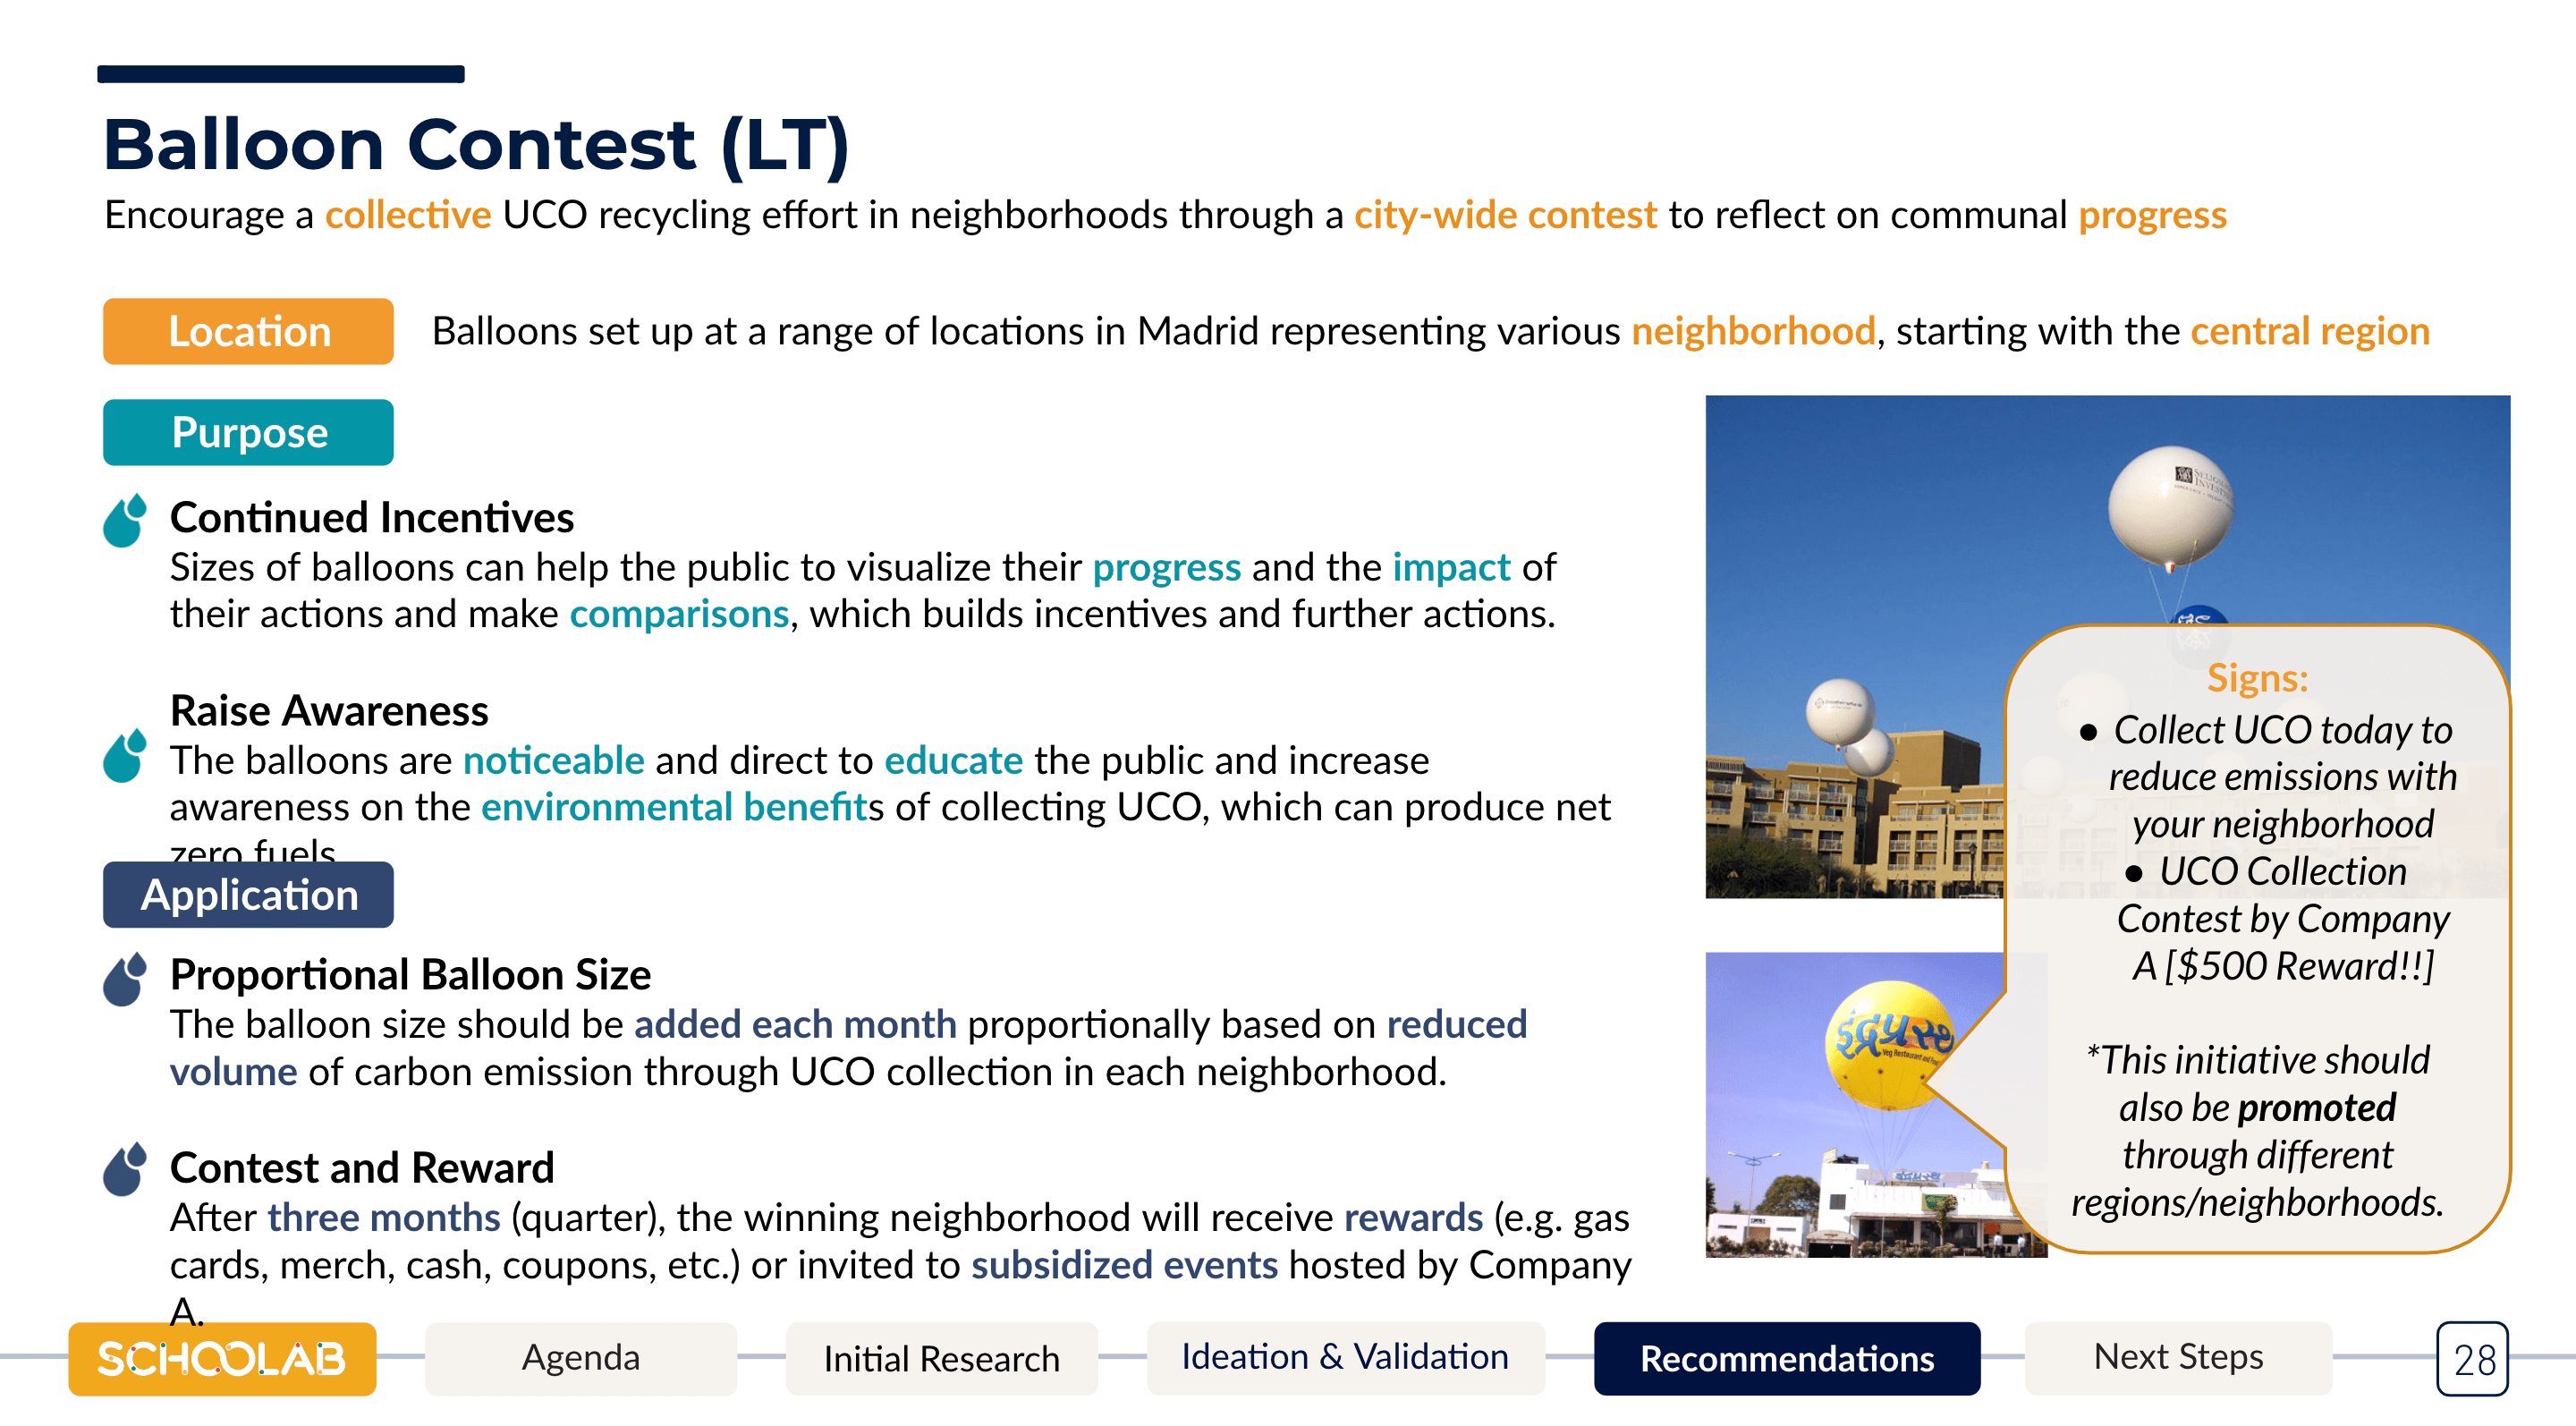 Balloon Contest (LT)
Encourage a collective UCO recycling effort in neighborhoods through a city-wide contest to reflect on communal progress
Location
Balloons set up at a range of locations in Madrid representing various neighborhood, starting with the central region
Purpose
Continued Incentives
Sizes of balloons can help the public to visualize their progress and the impact of
their actions and make comparisons, which builds incentives and further actions.
Raise Awareness
The balloons are noticeable and direct to educate the public and increase
awareness on the environmental benefits of collecting UCO, which can produce net
zero fuels
Application
Proportional Balloon Size
The balloon size should be added each month proportionally based on reduced
volume of carbon emission through UCO collection in each neighborhood.
Contest and Reward
After three months (quarter), the winning neighborhood will receive rewards (e.g. gas
cards, merch, cash, coupons, etc.) or invited to subsidized events hosted by Company
A.
Signs:
● Collect UCO today to
reduce emissions with
your neighborhood
● UCO Collection
Contest by Company
A [$500 Reward!!]
*This initiative should
also be promoted
through different
regions/neighborhoods.
Veg Restaurant and
SCHOOLAB
Agenda
Initial Research
Ideation & Validation
Recommendations
Next Steps
28